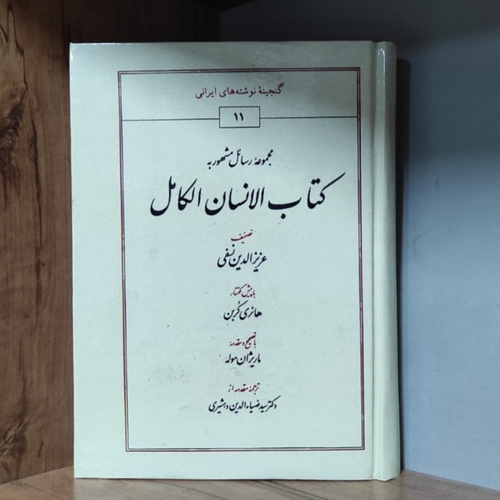 گنجینهٔ نوشته‌های ایرانی
۱۱
مجموعهٔ رسائل مشهور به
کتاب الانسان الکامل
تصنیف
عزیزالدین نسفی
با پیش گفتار
هانری کربن
با تصحیح و مقدمهٔ
ماریژان موله
ترجمهٔ مقدمه از
دکتر سید ضیاءالدین دهشیری